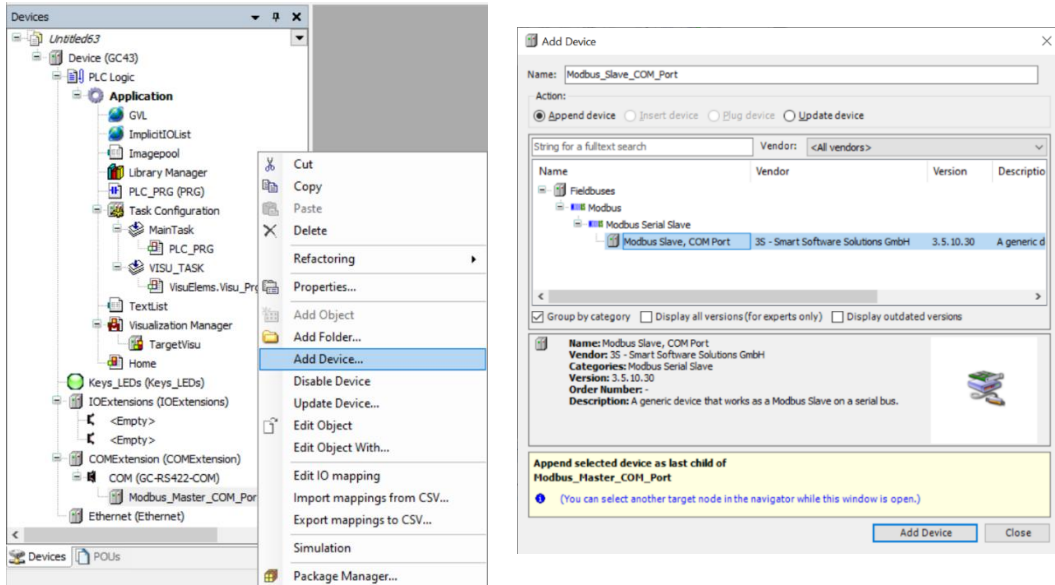 Devices
Untitled63
Device (GC43)
PLC Logic
Application
GVL
ImplicitIOList
Imagepool
Library Manager
PLC_PRG (PRG)
Task Configuration
MainTask
PLC_PRG
VISU_TASK
VisuElems.Visu_Prg
TextList
Visualization Manager
TargetVisu
Home
Keys_LEDs (Keys_LEDs)
IOExtensions (IOExtensions)
<Empty>
<Empty>
COMExtension (COMExtension)
COM (GC-RS422-COM)
Modbus_Master_COM_Por
Ethernet (Ethernet)
Devices POUs
Cut
Copy
Paste
Delete
Refactoring
Properties...
Add Object
Add Folder...
Add Device...
Disable Device
Update Device...
Edit Object
Edit Object With...
Edit IO mapping
Import mappings from CSV...
Export mappings to CSV...
Simulation
Package Manager...
Add Device
Name: Modbus_Slave_COM_Port
Action:
Append device Insert device Plug device Update device
String for a fulltext search Vendor: <All vendors>
Name Vendor Version Descriptio
Fieldbuses
Modbus
Modbus Serial Slave
Modbus Slave, COM Port 3S - Smart Software Solutions GmbH 3.5.10.30 A generic d
Group by category Display all versions (for experts only) Display outdated versions
Name: Modbus Slave, COM Port
Vendor: 3S - Smart Software Solutions GmbH
Categories: Modbus Serial Slave
Version: 3.5.10.30
Order Number: -
Description: A generic device that works as a Modbus Slave on a serial bus.
Append selected device as last child of
Modbus_Master_COM_Port
(You can select another target node in the navigator while this window is open.)
Add Device Close